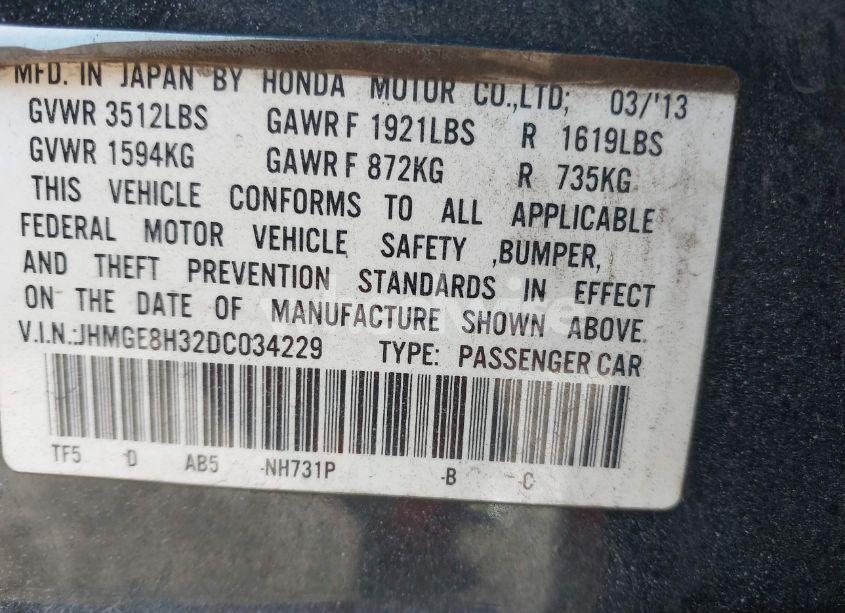 MFD. IN JAPAN BY HONDA MOTOR CO.,LTD; 03/'13
GVWR 3512LBS GAWR F 1921LBS R 1619LBS
GVWR 1594KG GAWR F 872KG R 735KG
THIS VEHICLE CONFORMS TO ALL APPLICABLE
FEDERAL MOTOR VEHICLE SAFETY ,BUMPER,
AND THEFT PREVENTION STANDARDS IN EFFECT
ON THE DATE OF MANUFACTURE SHOWN ABOVE.
V.I.N.:JHMGE8H32DC034229 TYPE: PASSENGER CAR
TF5 -D AB5 -NH731P -B -C